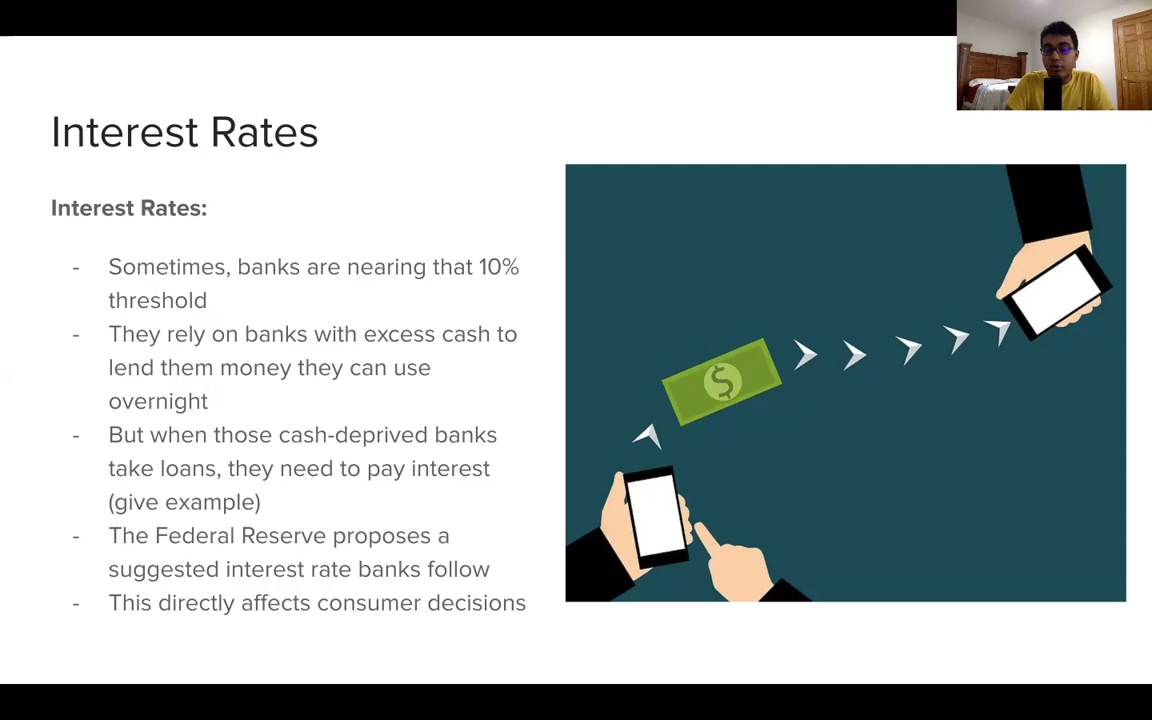 Interest Rates
Interest Rates:
- Sometimes, banks are nearing that 10%
threshold
- They rely on banks with excess cash to
lend them money they can use
overnight
- But when those cash-deprived banks
take loans, they need to pay interest
(give example)
- The Federal Reserve proposes a
suggested interest rate banks follow
- This directly affects consumer decisions
$